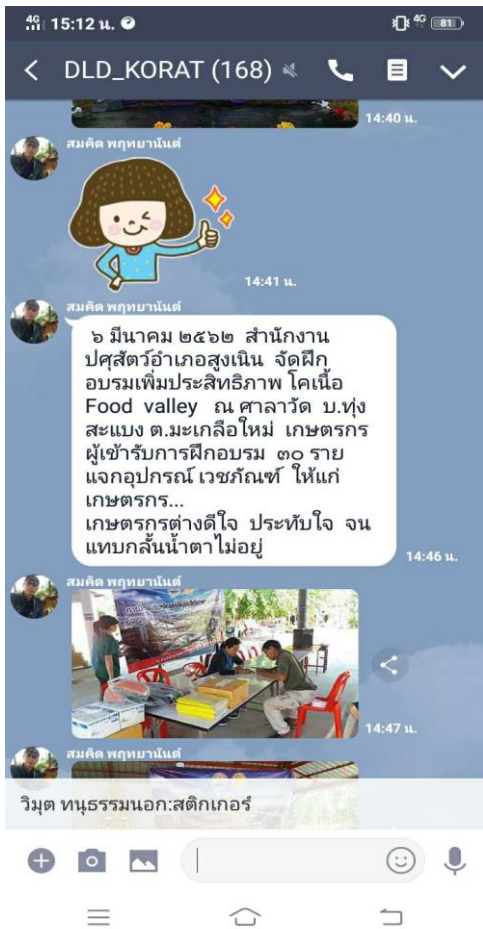 4G 15:12 น. 4G 81
DLD_KORAT (168)
14:40 น.
สมคิด พฤทยานันต์
14:41 น.
สมคิด พฤทยานันต์
๖ มีนาคม ๒๕๖๒ สำนักงาน
ปศุสัตว์อำเภอสูงเนิน จัดฝึก
อบรมเพิ่มประสิทธิภาพ โคเนื้อ
Food valley ณ ศาลาวัด บ.ทุ่ง
สะแบง ต.มะเกลือใหม่ เกษตรกร
ผู้เข้ารับการฝึกอบรม ๓๐ ราย
แจกอุปกรณ์ เวชภัณฑ์ ให้แก่
เกษตรกร...
เกษตรกรต่างดีใจ ประทับใจ จน
แทบกลั้นน้ำตาไม่อยู่
14:46 น.
สมคิด พฤทยานันต์
14:47 น.
สมคิด พฤทยานันต์
วิมุต ทนุธรรมนอก:สติกเกอร์